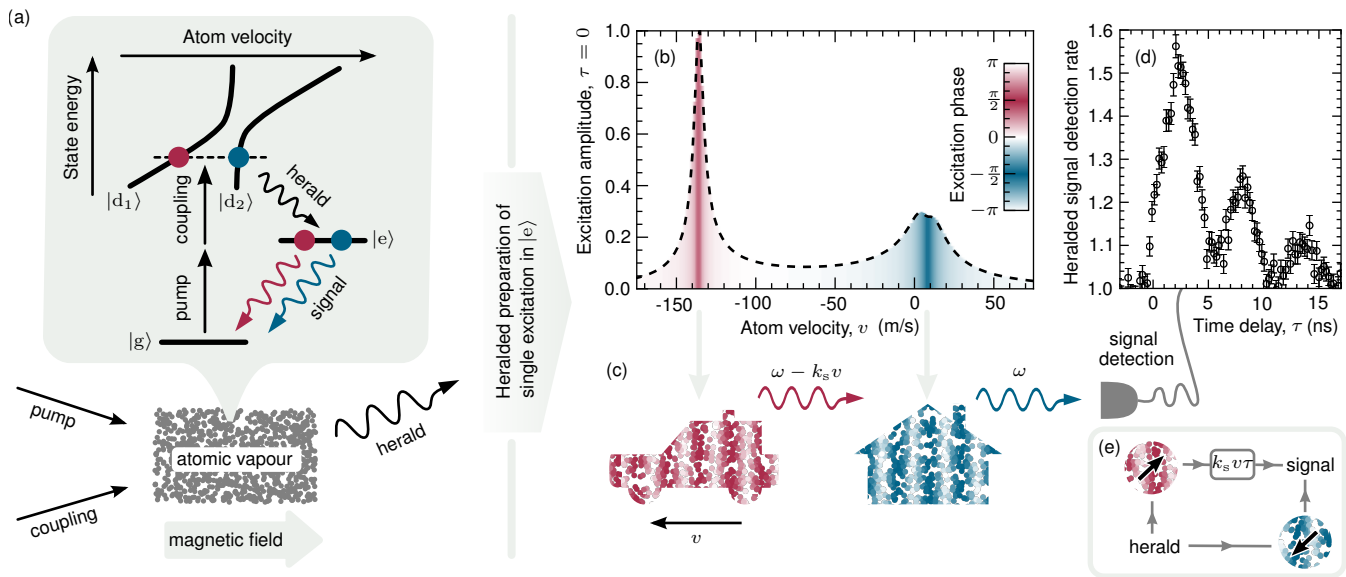 (a)
Atom velocity
State energy
|d₁⟩
|d₂⟩
coupling
herald
|e⟩
pump
signal
|g⟩
pump
coupling
atomic vapour
herald
magnetic field
Heralded preparation of
single excitation in |e⟩
(b)
Excitation amplitude, τ = 0
1.0
0.8
0.6
0.4
0.2
0.0
-150
-100
-50
0
50
Atom velocity, v (m/s)
Excitation phase
π
π/2
0
−π/2
−π
(c)
ω − kₛv
ω
v
(d)
Heralded signal detection rate
1.6
1.5
1.4
1.3
1.2
1.1
1.0
0
5
10
15
Time delay, τ (ns)
signal
detection
(e)
kₛvτ
signal
herald